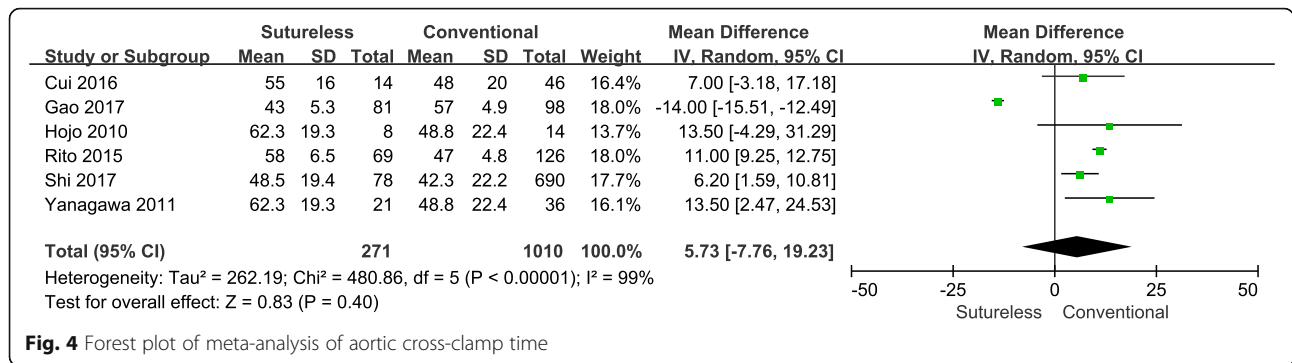 Sutureless Conventional Mean Difference Mean Difference
Study or Subgroup Mean SD Total Mean SD Total Weight IV, Random, 95% CI IV, Random, 95% CI
Cui 2016 55 16 14 48 20 46 16.4% 7.00 [-3.18, 17.18]
Gao 2017 43 5.3 81 57 4.9 98 18.0% -14.00 [-15.51, -12.49]
Hojo 2010 62.3 19.3 8 48.8 22.4 14 13.7% 13.50 [-4.29, 31.29]
Rito 2015 58 6.5 69 47 4.8 126 18.0% 11.00 [9.25, 12.75]
Shi 2017 48.5 19.4 78 42.3 22.2 690 17.7% 6.20 [1.59, 10.81]
Yanagawa 2011 62.3 19.3 21 48.8 22.4 36 16.1% 13.50 [2.47, 24.53]
Total (95% CI) 271 1010 100.0% 5.73 [-7.76, 19.23]
Heterogeneity: Tau² = 262.19; Chi² = 480.86, df = 5 (P < 0.00001); I² = 99%
Test for overall effect: Z = 0.83 (P = 0.40)
-50 -25 0 25 50
Sutureless Conventional
Fig. 4 Forest plot of meta-analysis of aortic cross-clamp time